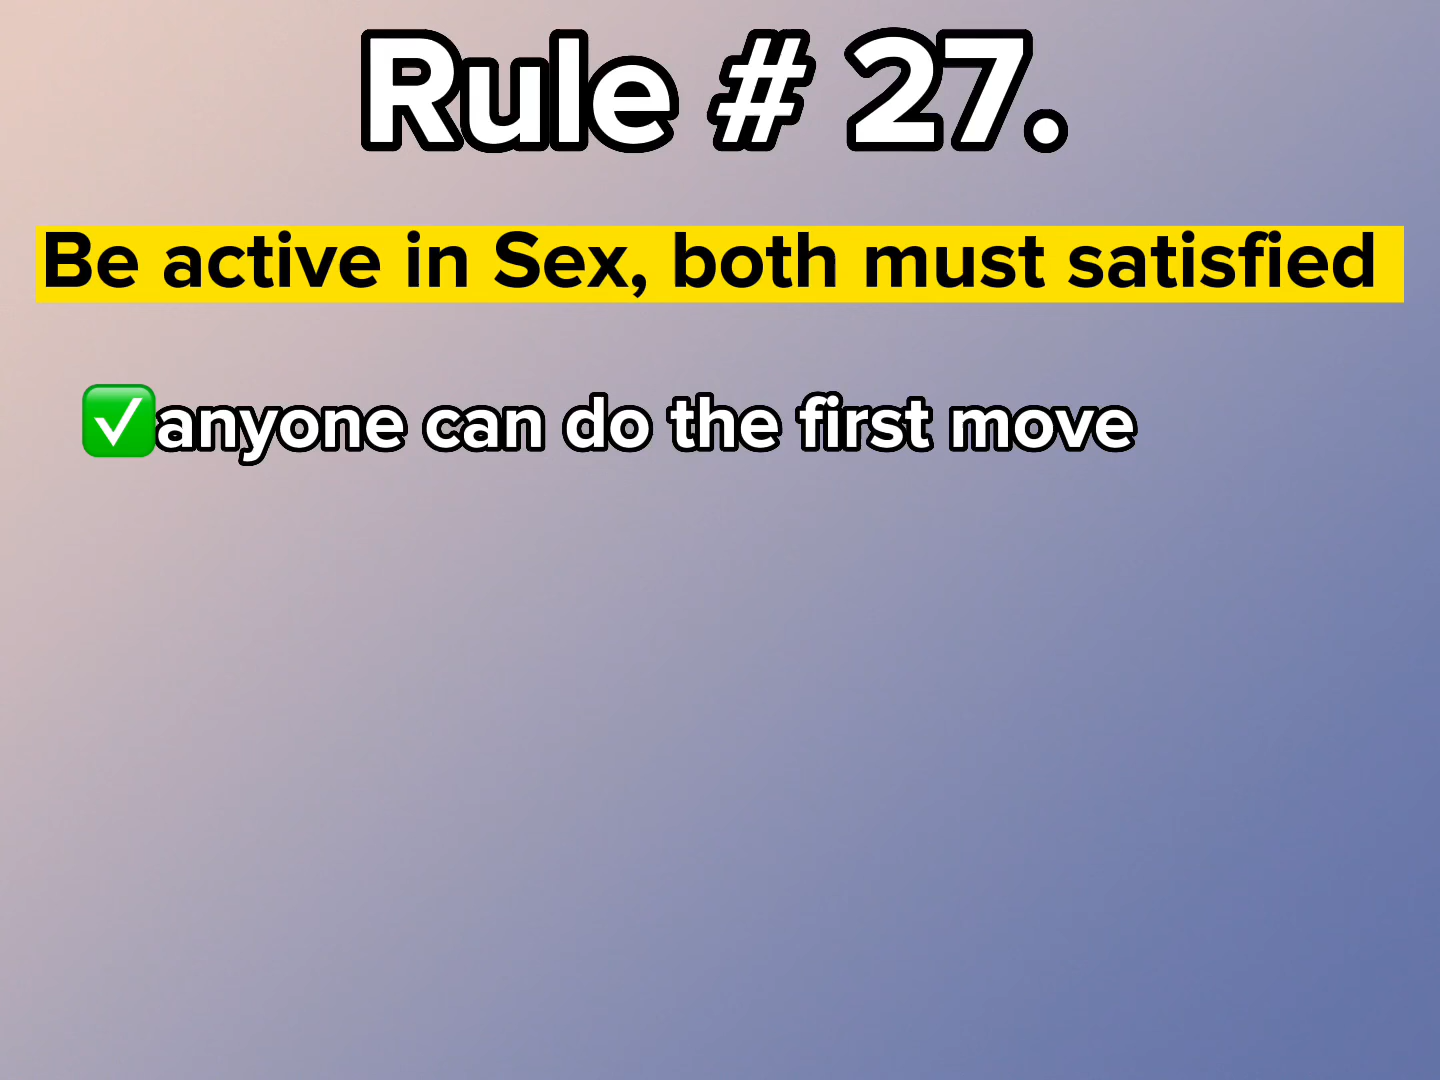 Rule # 27.
Be active in Sex, both must satisfied
✅anyone can do the first move